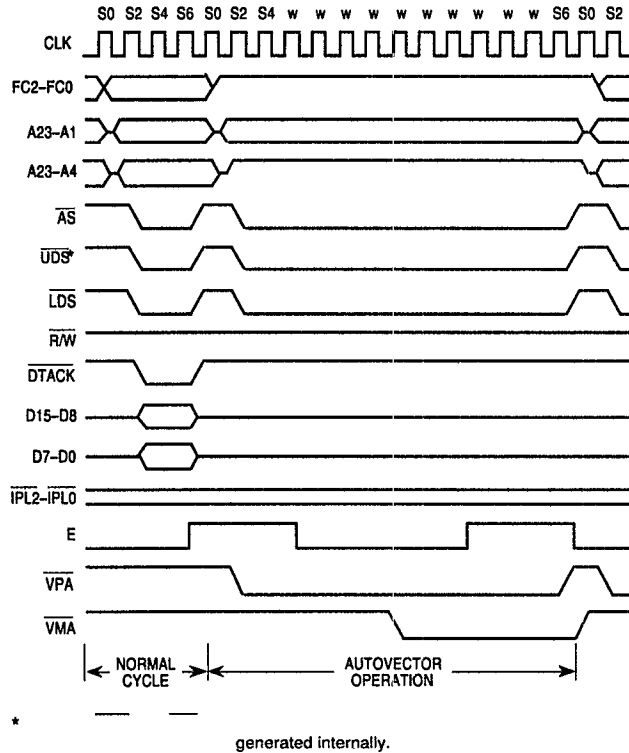 S0 S2 S4 S6 S0 S2 S4 w w w w w w w w w w S6 S0 S2
CLK
FC2–FC0
A23–A1
A23–A4
AS
UDS*
LDS
R/W
DTACK
D15–D8
D7–D0
IPL2–IPL0
E
VPA
VMA
NORMAL
CYCLE
AUTOVECTOR
OPERATION
*
generated internally.